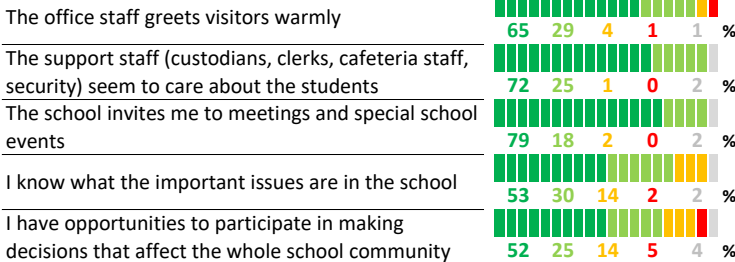 The office staff greets visitors warmly
65 29 4 1 1 %
The support staff (custodians, clerks, cafeteria staff,
security) seem to care about the students
72 25 1 0 2 %
The school invites me to meetings and special school
events
79 18 2 0 2 %
I know what the important issues are in the school
53 30 14 2 2 %
I have opportunities to participate in making
decisions that affect the whole school community
52 25 14 5 4 %